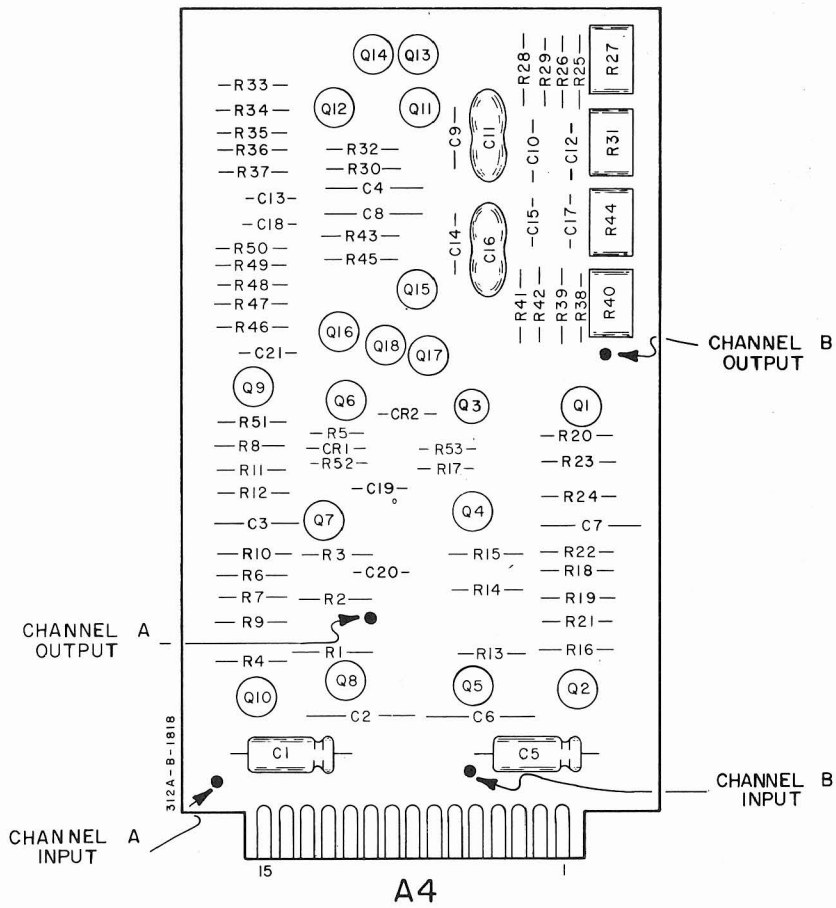 Q14 Q13
R33
R34
R35
R36
R37
Q12 Q11
R32
R30
C4
C8
R43
R45
C13
C18
R50
R49
R48
R47
R46
C21
C9
C11
C14
C16
R28
R29
R26
R25
R27
C10
C12
R31
C15
C17
R44
R41
R42
R39
R38
R40
Q15
Q16
Q18
Q17
CHANNEL B
OUTPUT
Q9
Q6
CR2
Q3
Q1
R51
R8
R11
R12
C3
R5
CR1
R52
R53
R17
C19
R20
R23
R24
C7
Q7
Q4
R10
R6
R7
R9
R4
R3
C20
R2
R1
R15
R14
R13
R22
R18
R19
R21
R16
CHANNEL A
OUTPUT
Q10
Q8
Q5
Q2
C2
C6
C1
C5
312A-B-1818
CHANNEL B
INPUT
CHANNEL A
INPUT
15 1
A4